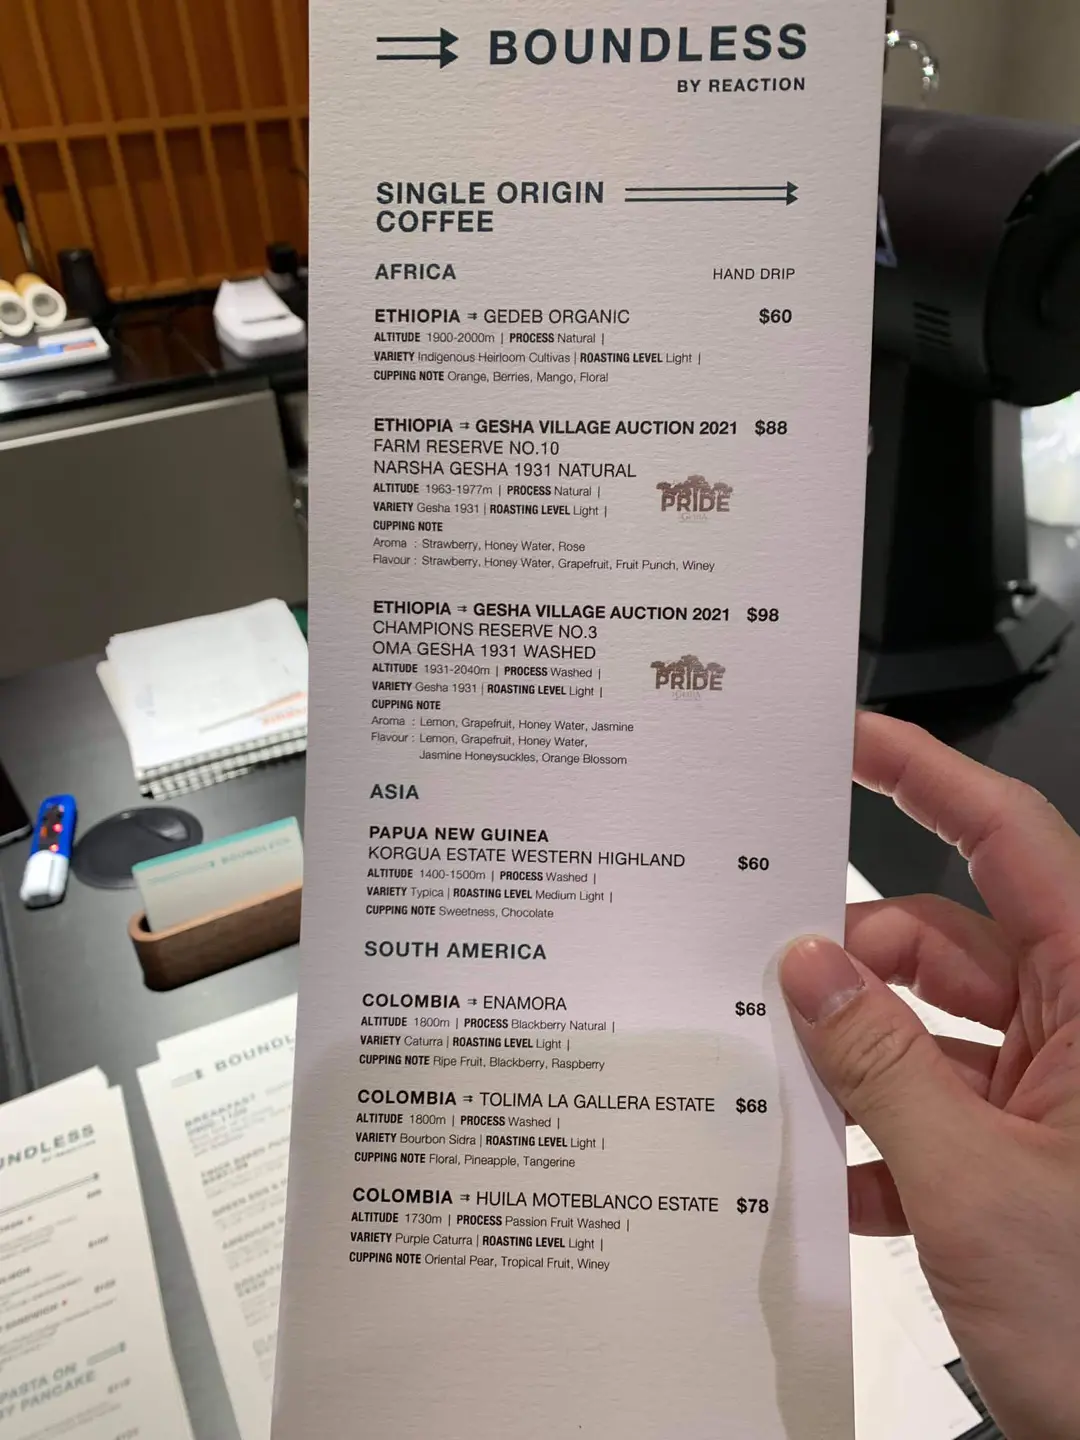 BOUNDLESS
BY REACTION
SINGLE ORIGIN
COFFEE
AFRICA HAND DRIP
ETHIOPIA ⇉ GEDEB ORGANIC $60
ALTITUDE 1900-2000m | PROCESS Natural |
VARIETY Indigenous Heirloom Cultivas | ROASTING LEVEL Light |
CUPPING NOTE Orange, Berries, Mango, Floral
ETHIOPIA ⇉ GESHA VILLAGE AUCTION 2021 $88
FARM RESERVE NO.10
NARSHA GESHA 1931 NATURAL
ALTITUDE 1963-1977m | PROCESS Natural |
VARIETY Gesha 1931 | ROASTING LEVEL Light |
PRIDE
CUPPING NOTE
Aroma : Strawberry, Honey Water, Rose
Flavour : Strawberry, Honey Water, Grapefruit, Fruit Punch, Winey
ETHIOPIA ⇉ GESHA VILLAGE AUCTION 2021 $98
CHAMPIONS RESERVE NO.3
OMA GESHA 1931 WASHED
ALTITUDE 1931-2040m | PROCESS Washed |
VARIETY Gesha 1931 | ROASTING LEVEL Light |
PRIDE
CUPPING NOTE
Aroma : Lemon, Grapefruit, Honey Water, Jasmine
Flavour : Lemon, Grapefruit, Honey Water,
Jasmine Honeysuckles, Orange Blossom
ASIA
PAPUA NEW GUINEA
KORGUA ESTATE WESTERN HIGHLAND $60
ALTITUDE 1400-1500m | PROCESS Washed |
VARIETY Typica | ROASTING LEVEL Medium Light |
CUPPING NOTE Sweetness, Chocolate
SOUTH AMERICA
COLOMBIA ⇉ ENAMORA $68
ALTITUDE 1800m | PROCESS Blackberry Natural |
VARIETY Caturra | ROASTING LEVEL Light |
CUPPING NOTE Ripe Fruit, Blackberry, Raspberry
COLOMBIA ⇉ TOLIMA LA GALLERA ESTATE $68
ALTITUDE 1800m | PROCESS Washed |
VARIETY Bourbon Sidra | ROASTING LEVEL Light |
CUPPING NOTE Floral, Pineapple, Tangerine
COLOMBIA ⇉ HUILA MOTEBLANCO ESTATE $78
ALTITUDE 1730m | PROCESS Passion Fruit Washed |
VARIETY Purple Caturra | ROASTING LEVEL Light |
CUPPING NOTE Oriental Pear, Tropical Fruit, Winey
BOUNDLESS
BOUNDL
BREAKFAST
UNDLESS
BY REACTION
PASTA ON
BY PANCAKE